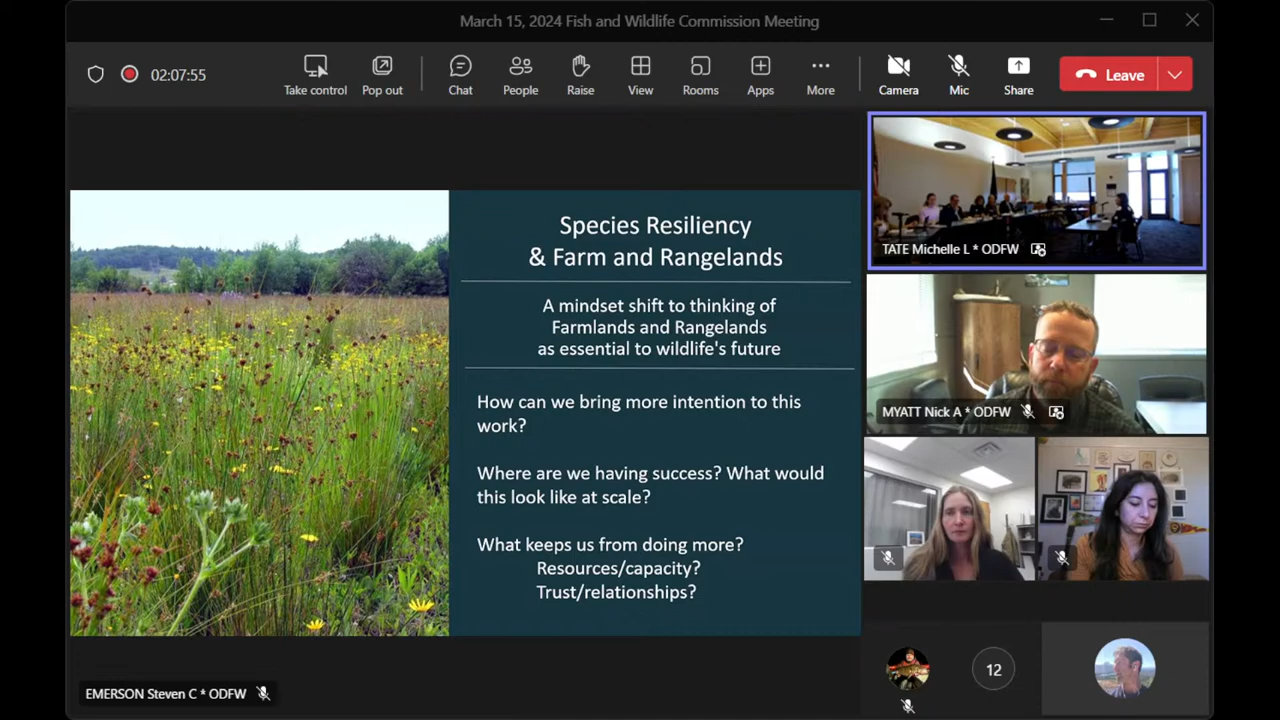 March 15, 2024 Fish and Wildlife Commission Meeting
02:07:55
Take control
Pop out
Chat
People
Raise
View
Rooms
Apps
More
Camera
Mic
Share
Leave
Species Resiliency
& Farm and Rangelands
A mindset shift to thinking of
Farmlands and Rangelands
as essential to wildlife's future
How can we bring more intention to this
work?
Where are we having success? What would
this look like at scale?
What keeps us from doing more?
Resources/capacity?
Trust/relationships?
TATE Michelle L * ODFW
MYATT Nick A * ODFW
12
EMERSON Steven C * ODFW